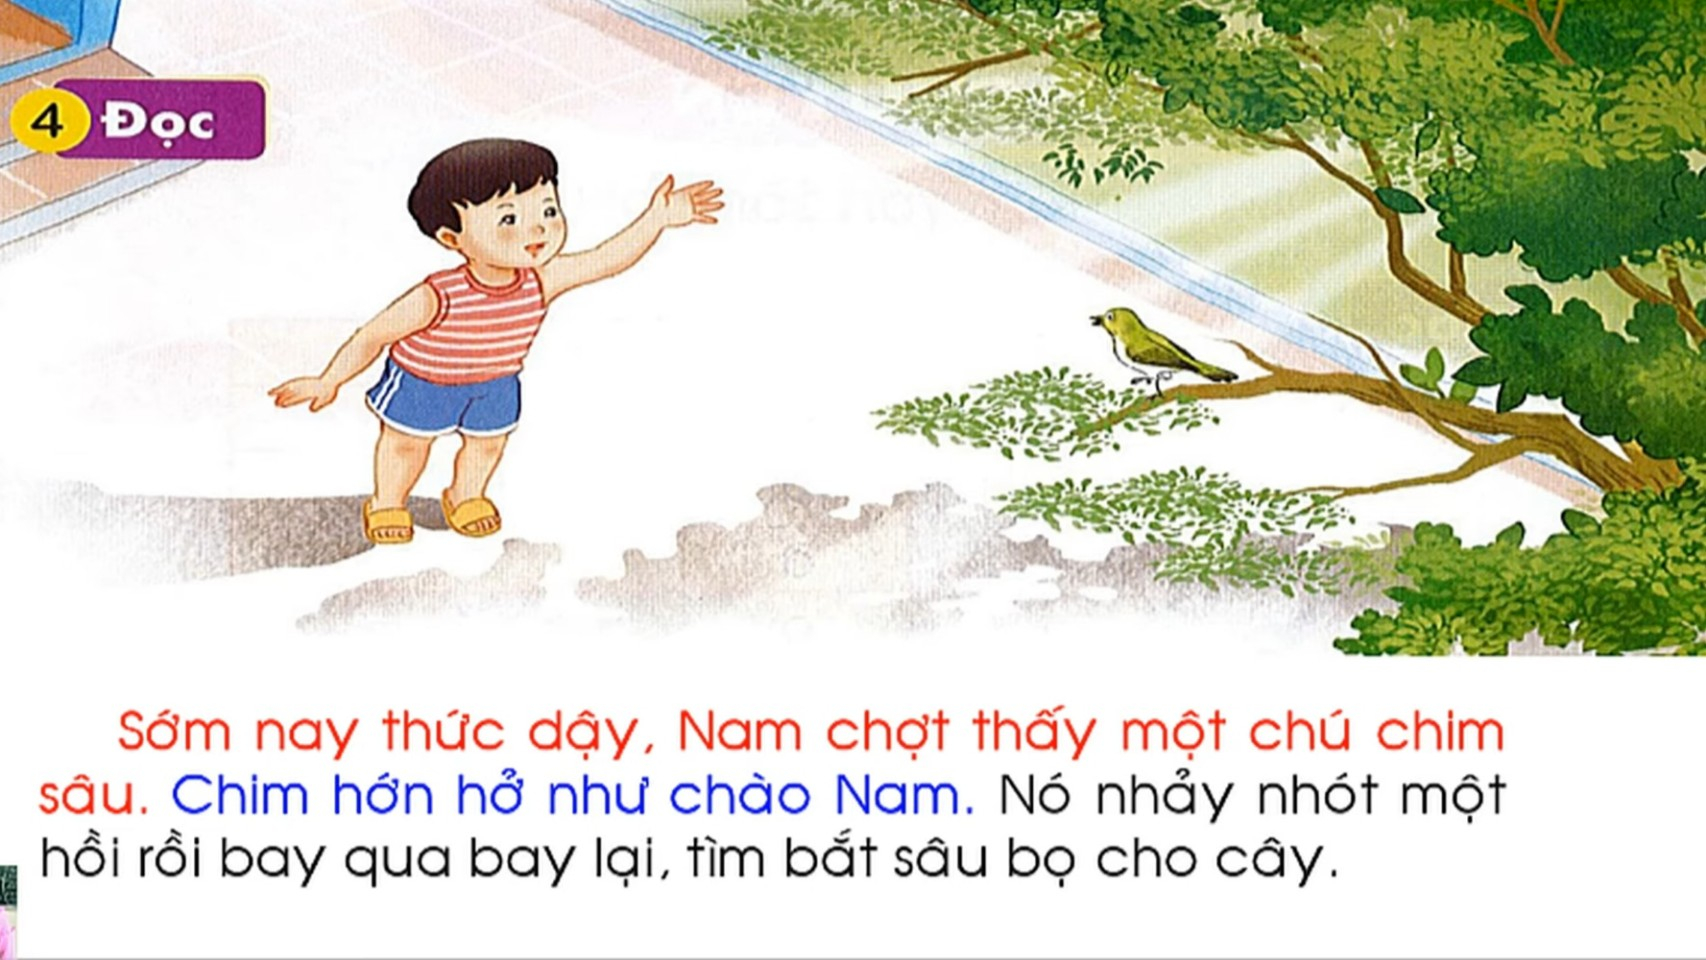 4 Đọc
Sớm nay thức dậy, Nam chợt thấy một chú chim
sâu. Chim hớn hở như chào Nam. Nó nhảy nhót một
hồi rồi bay qua bay lại, tìm bắt sâu bọ cho cây.